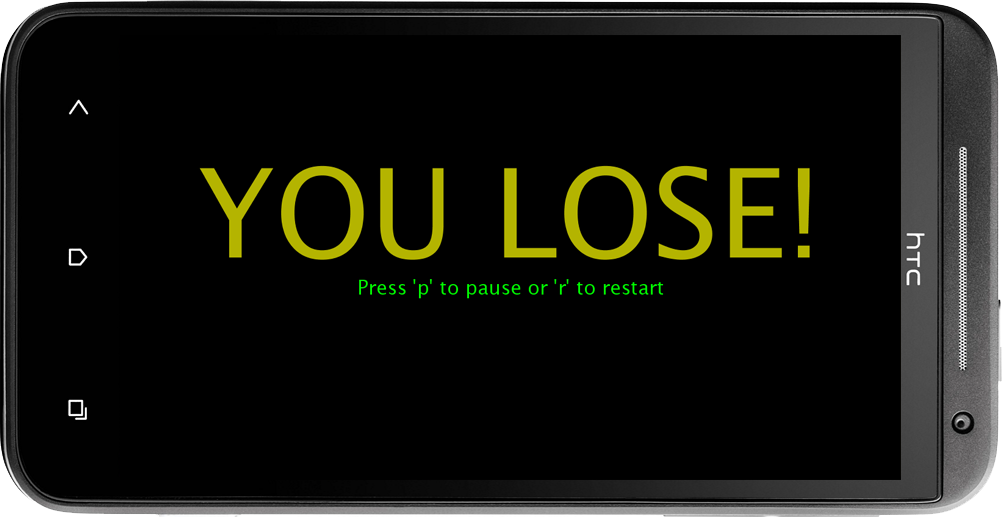 YOU LOSE!
Press 'p' to pause or 'r' to restart
hTC